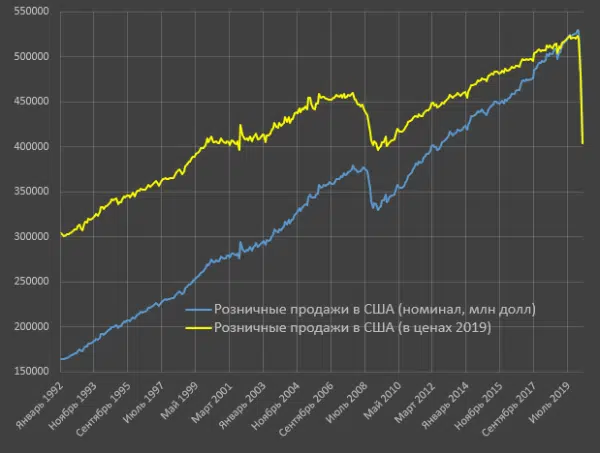 550000
500000
450000
400000
350000
300000
250000
200000
150000
Розничные продажи в США (номинал, млн долл)
Розничные продажи в США (в ценах 2019)
Январь 1992
Ноябрь 1993
Сентябрь 1995
Июль 1997
Май 1999
Март 2001
Январь 2003
Ноябрь 2004
Сентябрь 2006
Июль 2008
Май 2010
Март 2012
Январь 2014
Ноябрь 2015
Сентябрь 2017
Июль 2019